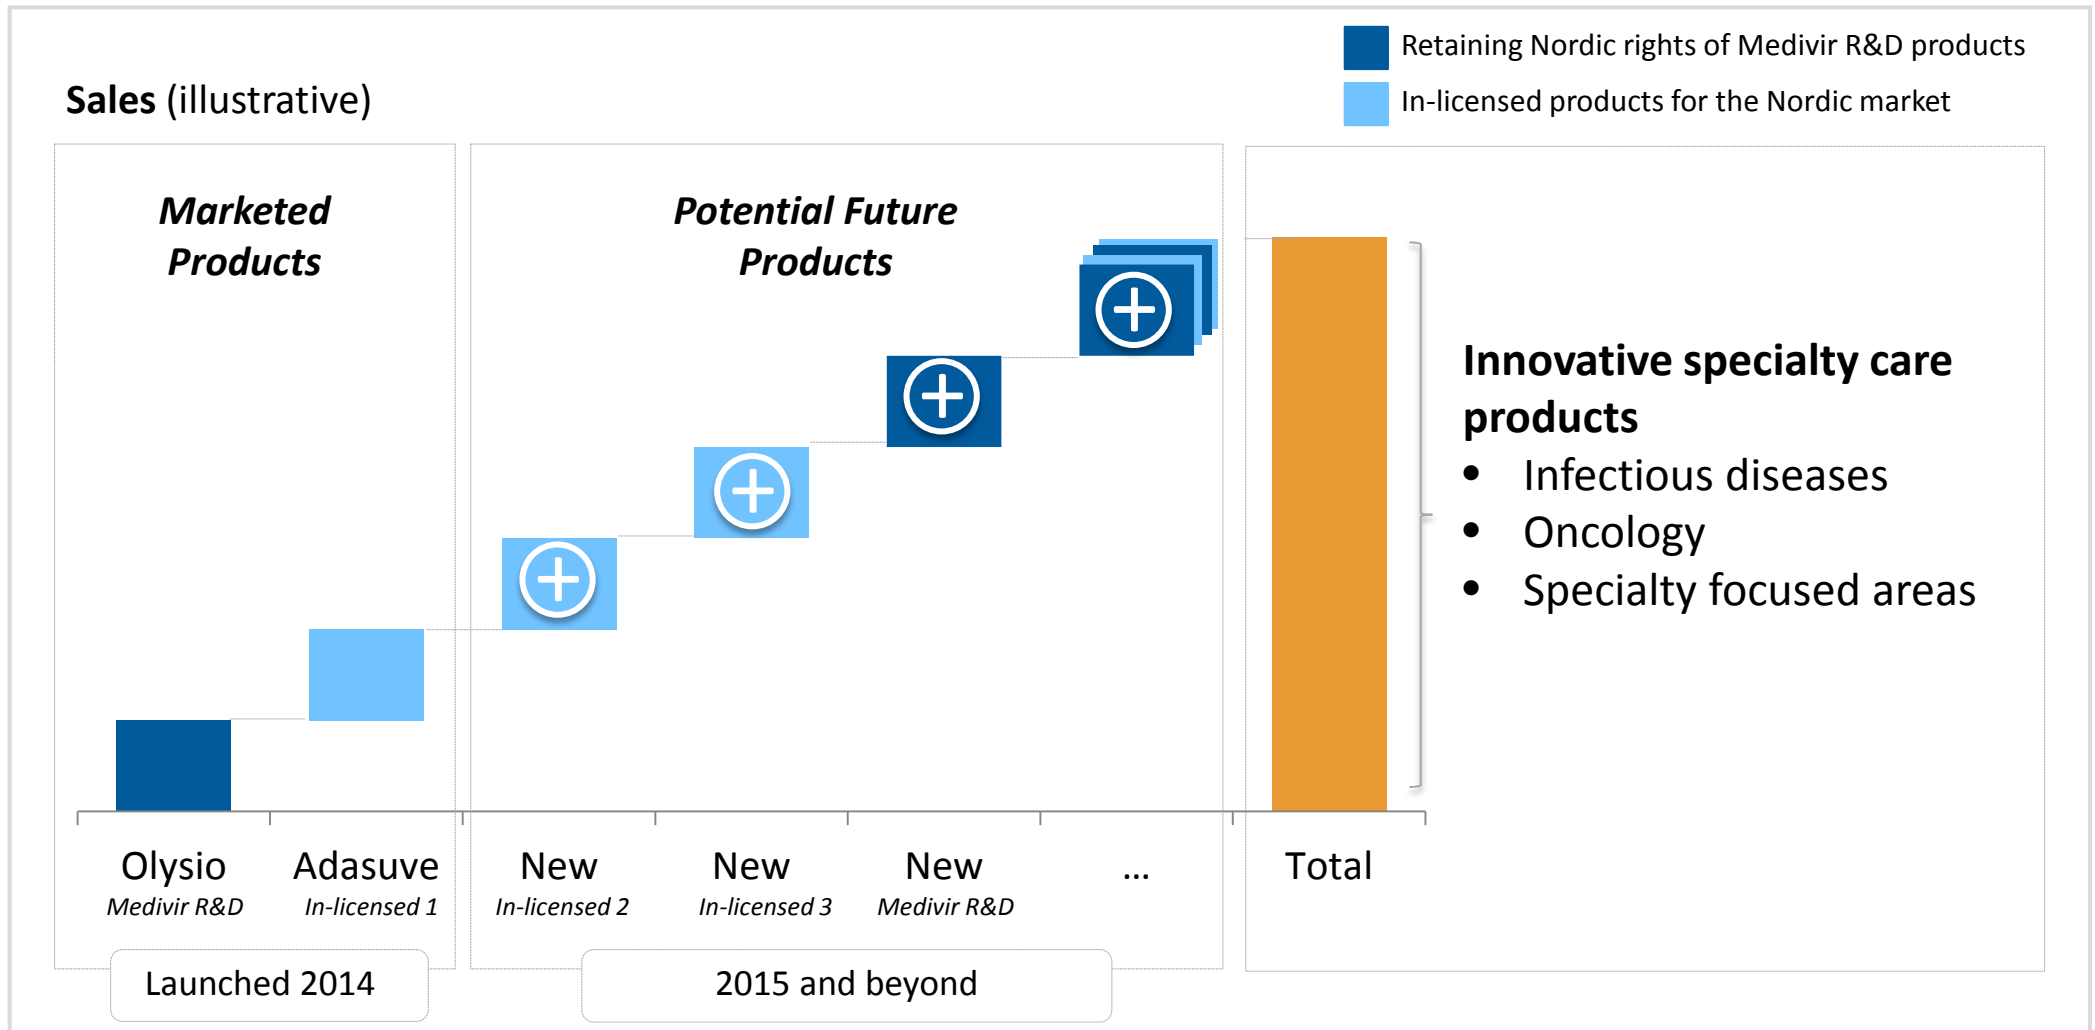 Retaining Nordic rights of Medivir R&D products
In-licensed products for the Nordic market
Sales (illustrative)
Marketed
Products
Potential Future
Products
Innovative specialty care
products
• Infectious diseases
• Oncology
• Specialty focused areas
Olysio
Medivir R&D
Adasuve
In-licensed 1
New
In-licensed 2
New
In-licensed 3
New
Medivir R&D
...
Total
Launched 2014
2015 and beyond